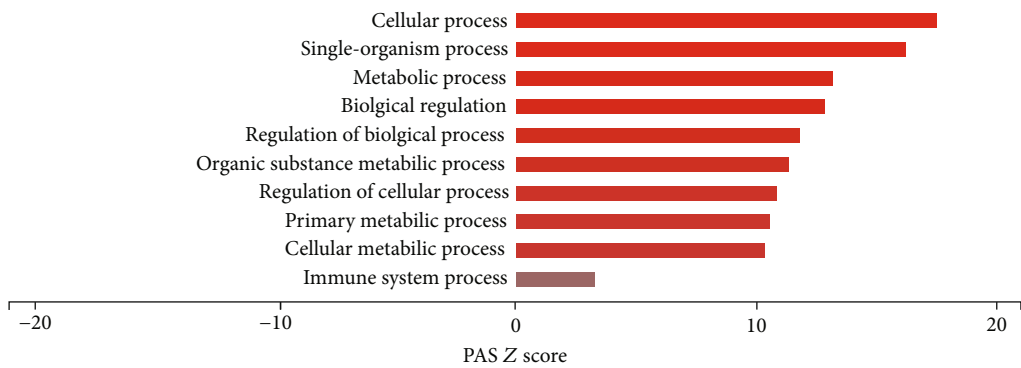 Cellular process
Single-organism process
Metabolic process
Biolgical regulation
Regulation of biolgical process
Organic substance metabilic process
Regulation of cellular process
Primary metabilic process
Cellular metabilic process
Immune system process
−20 −10 0 10 20
PAS Z score